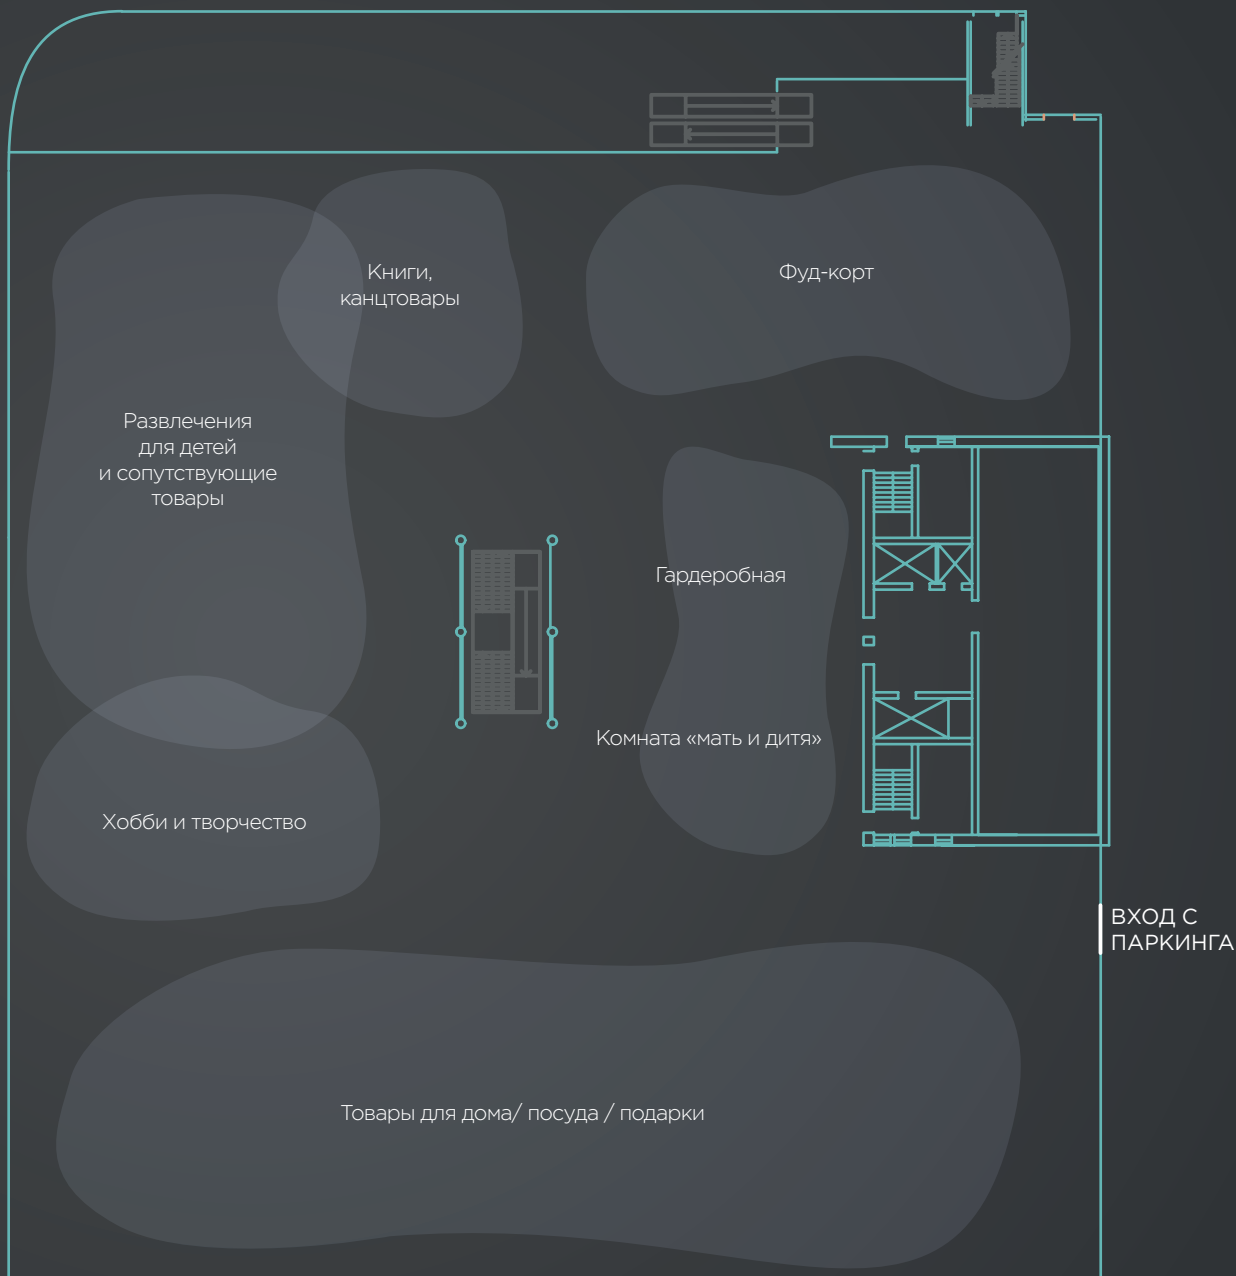 Книги,
канцтовары
Фуд-корт
Развлечения
для детей
и сопутствующие
товары
Гардеробная
Комната «мать и дитя»
Хобби и творчество
ВХОД С
ПАРКИНГА
Товары для дома/ посуда / подарки